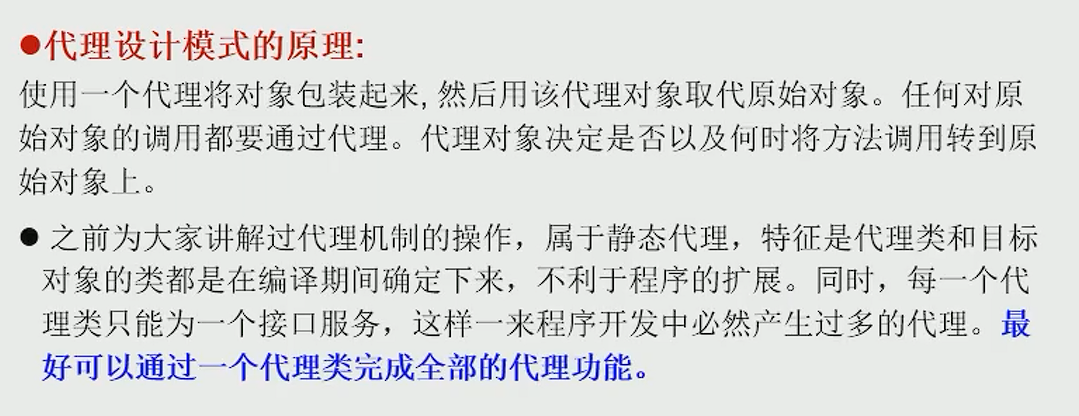 ●代理设计模式的原理:
使用一个代理将对象包装起来, 然后用该代理对象取代原始对象。任何对原
始对象的调用都要通过代理。代理对象决定是否以及何时将方法调用转到原
始对象上。
● 之前为大家讲解过代理机制的操作，属于静态代理，特征是代理类和目标
对象的类都是在编译期间确定下来，不利于程序的扩展。同时，每一个代
理类只能为一个接口服务，这样一来程序开发中必然产生过多的代理。最
好可以通过一个代理类完成全部的代理功能。